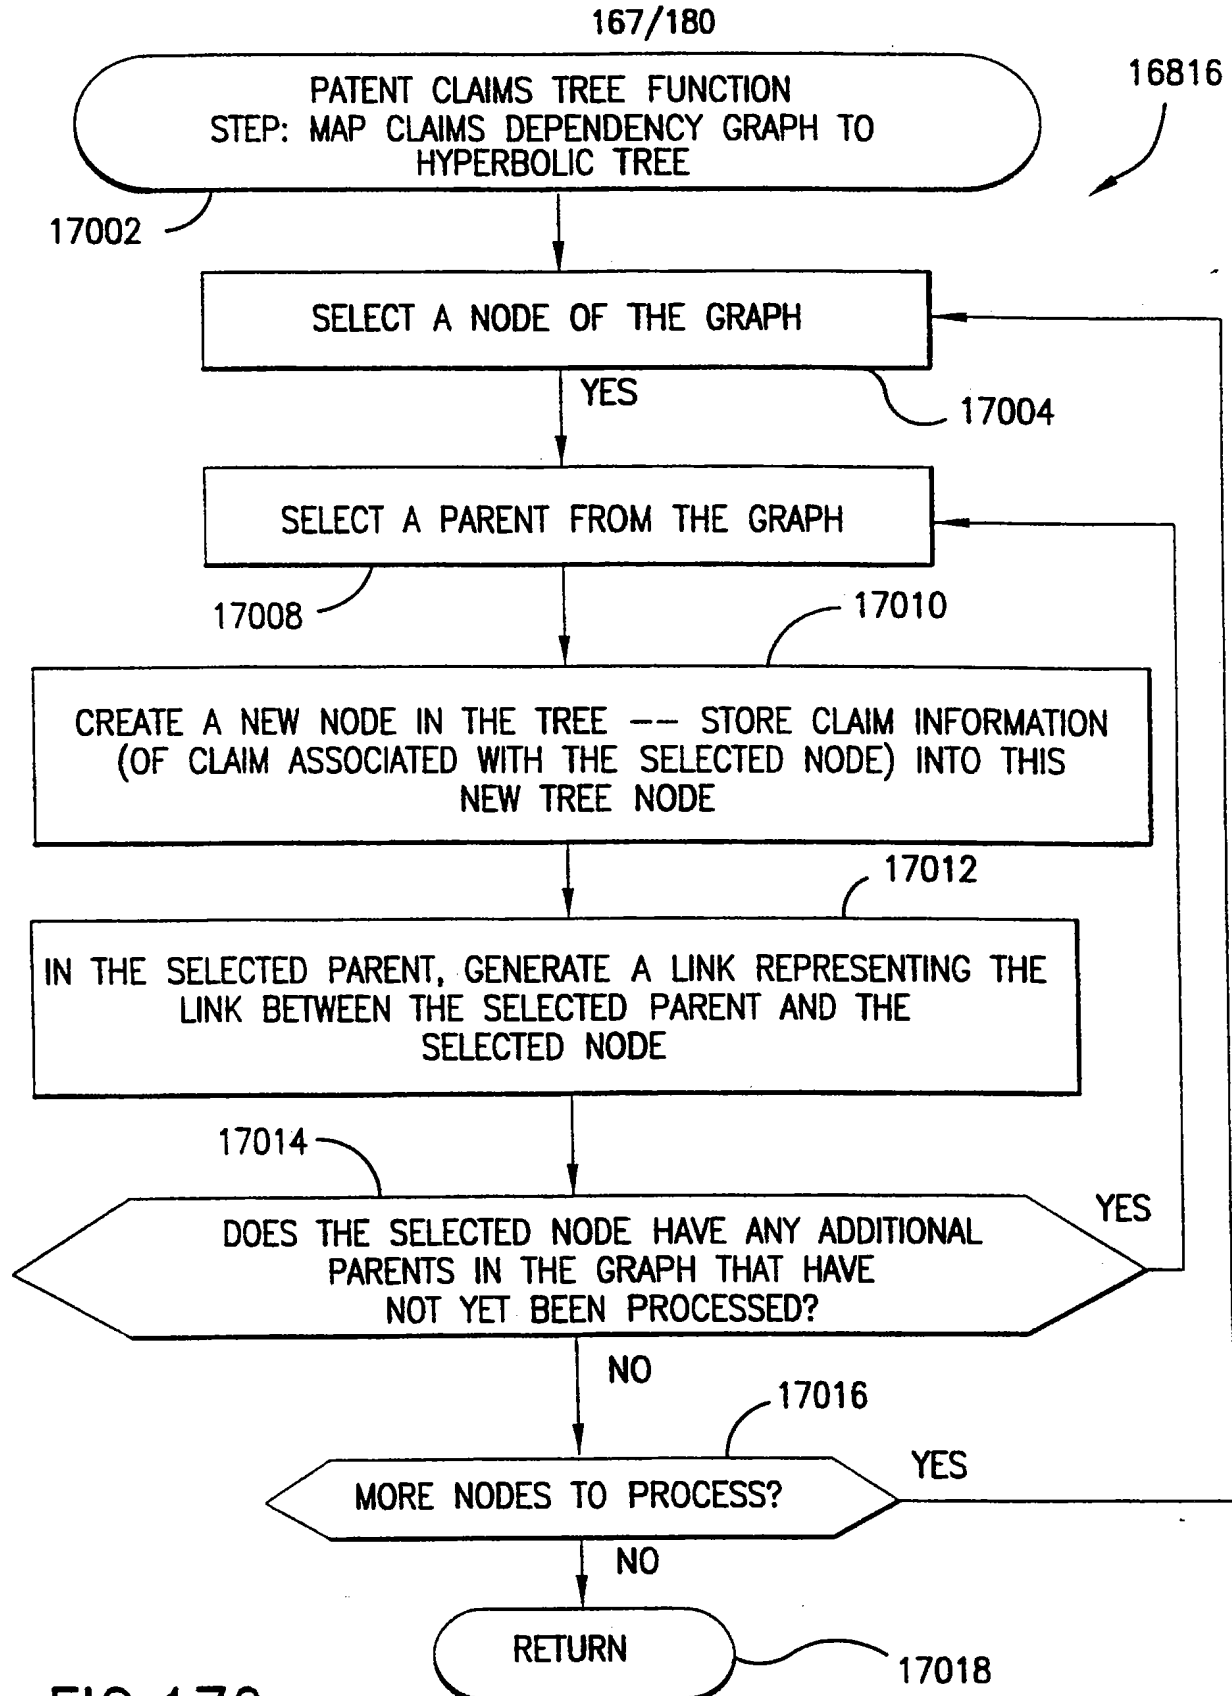 167/180
16816
PATENT CLAIMS TREE FUNCTION
STEP: MAP CLAIMS DEPENDENCY GRAPH TO
HYPERBOLIC TREE
17002
SELECT A NODE OF THE GRAPH
YES
17004
SELECT A PARENT FROM THE GRAPH
17008
17010
CREATE A NEW NODE IN THE TREE -- STORE CLAIM INFORMATION
(OF CLAIM ASSOCIATED WITH THE SELECTED NODE) INTO THIS
NEW TREE NODE
17012
IN THE SELECTED PARENT, GENERATE A LINK REPRESENTING THE
LINK BETWEEN THE SELECTED PARENT AND THE
SELECTED NODE
17014
YES
DOES THE SELECTED NODE HAVE ANY ADDITIONAL
PARENTS IN THE GRAPH THAT HAVE
NOT YET BEEN PROCESSED?
NO
17016
YES
MORE NODES TO PROCESS?
NO
RETURN
17018